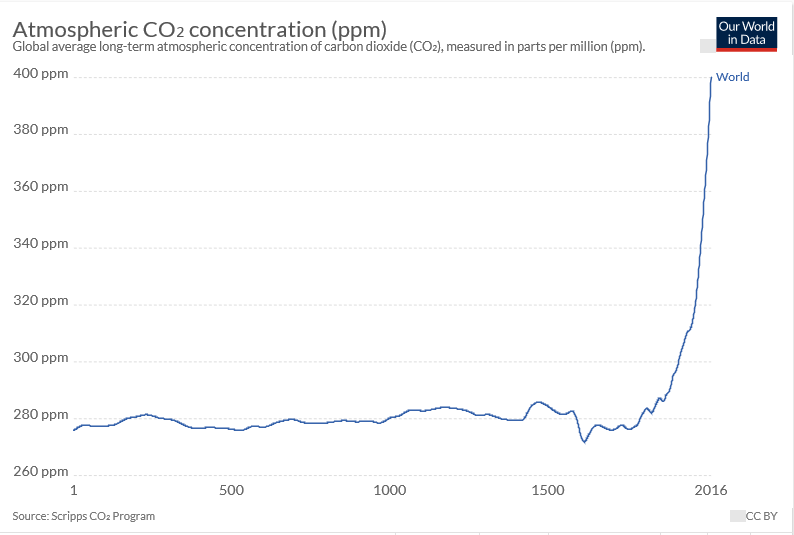 Atmospheric CO₂ concentration (ppm)
Global average long-term atmospheric concentration of carbon dioxide (CO₂), measured in parts per million (ppm).
Our World
in Data
400 ppm
World
380 ppm
360 ppm
340 ppm
320 ppm
300 ppm
280 ppm
260 ppm
1 500 1000 1500 2016
Source: Scripps CO₂ Program
CC BY